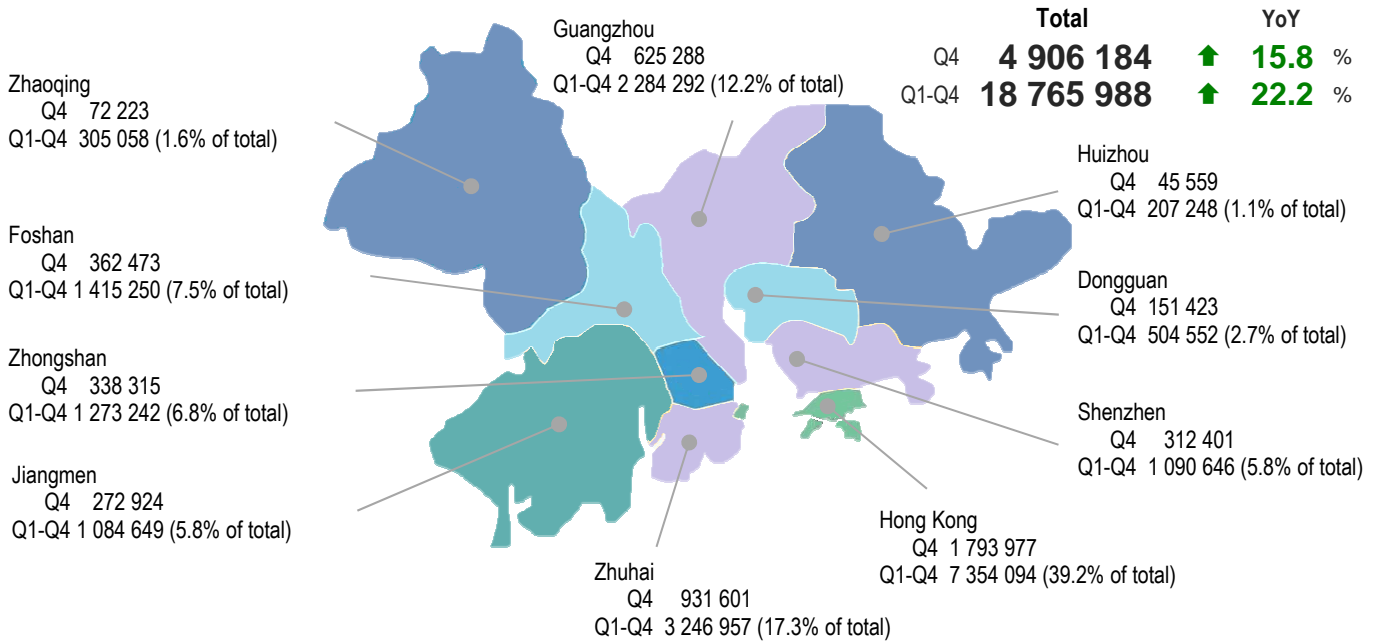 Total YoY
Q4 4 906 184 15.8 %
Q1-Q4 18 765 988 22.2 %
Guangzhou
Q4 625 288
Q1-Q4 2 284 292 (12.2% of total)
Zhaoqing
Q4 72 223
Q1-Q4 305 058 (1.6% of total)
Foshan
Q4 362 473
Q1-Q4 1 415 250 (7.5% of total)
Zhongshan
Q4 338 315
Q1-Q4 1 273 242 (6.8% of total)
Jiangmen
Q4 272 924
Q1-Q4 1 084 649 (5.8% of total)
Huizhou
Q4 45 559
Q1-Q4 207 248 (1.1% of total)
Dongguan
Q4 151 423
Q1-Q4 504 552 (2.7% of total)
Shenzhen
Q4 312 401
Q1-Q4 1 090 646 (5.8% of total)
Hong Kong
Q4 1 793 977
Q1-Q4 7 354 094 (39.2% of total)
Zhuhai
Q4 931 601
Q1-Q4 3 246 957 (17.3% of total)